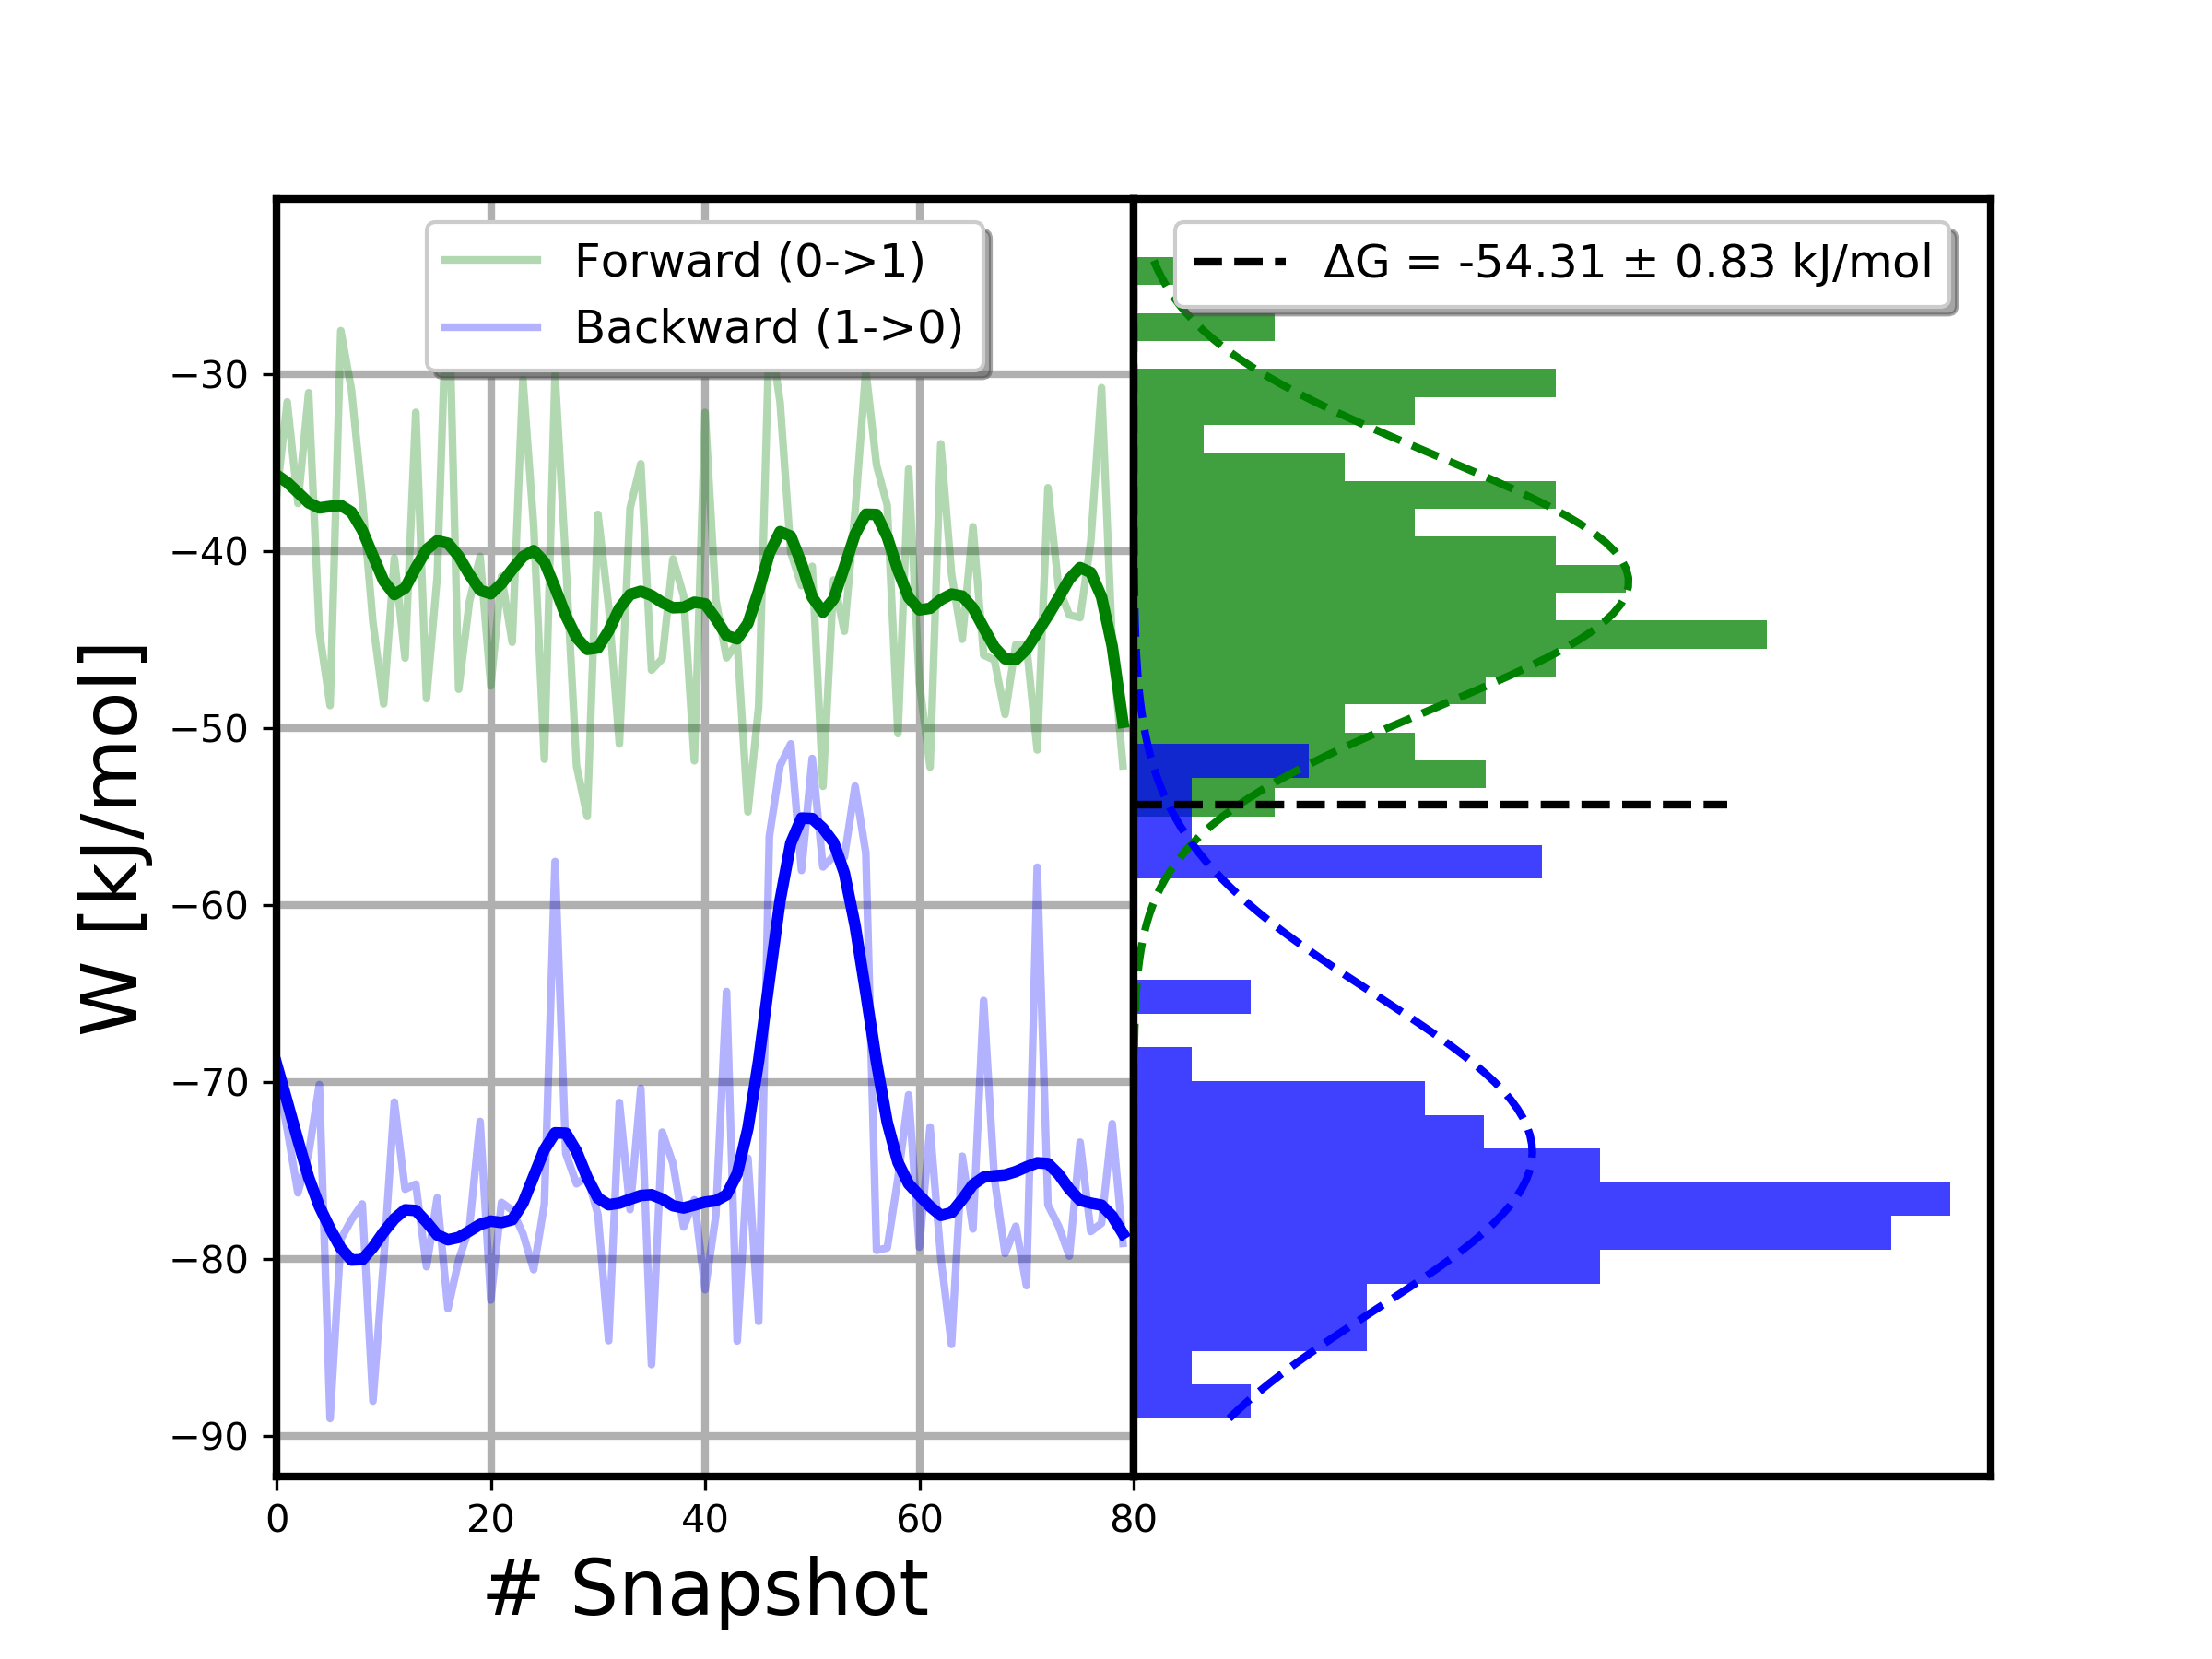 Forward (0->1)
Backward (1->0)
ΔG = -54.31 ± 0.83 kJ/mol
W [kJ/mol]
−30
−40
−50
−60
−70
−80
−90
0 20 40 60 80
# Snapshot